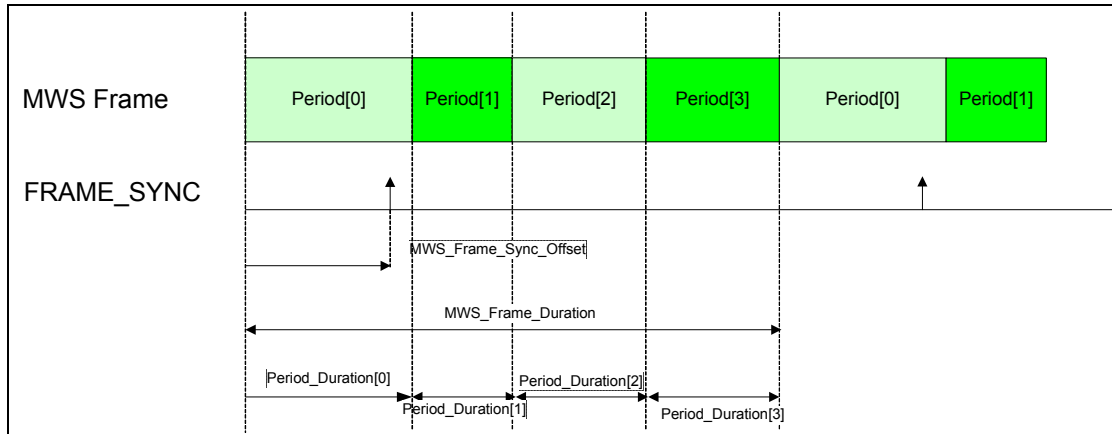 MWS Frame
Period[0]
Period[1]
Period[2]
Period[3]
Period[0]
Period[1]
FRAME_SYNC
MWS_Frame_Sync_Offset
MWS_Frame_Duration
Period_Duration[0]
Period_Duration[1]
Period_Duration[2]
Period_Duration[3]